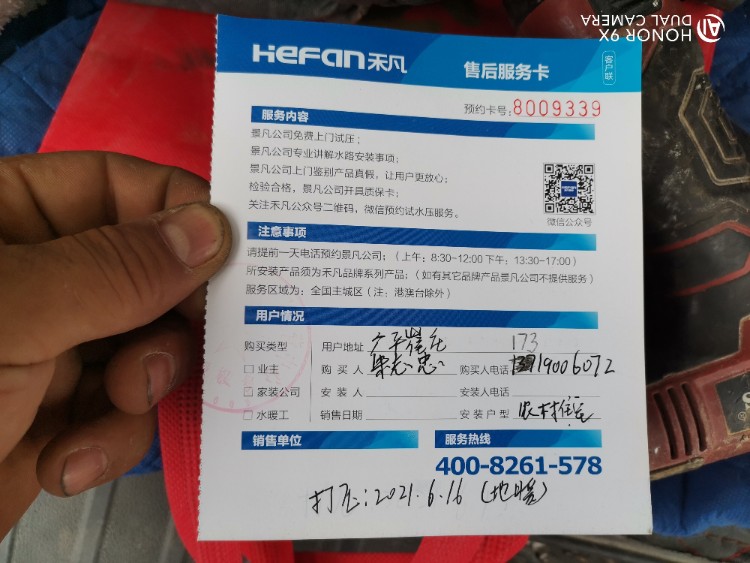 HONOR 9X
DUAL CAMERA
AI
HeFan禾凡
售后服务卡
客户联
预约卡号:8009339
服务内容
景凡公司免费上门试压;
景凡公司专业讲解水路安装事项;
景凡公司上门鉴别产品真假,让用户更放心;
检验合格,景凡公司开具质保卡;
关注禾凡公众号二维码,微信预约试水压服务。
微信公众号
注意事项
请提前一天电话预约景凡公司;(上午:8:30-12:00 下午:13:30-17:00)
所安装产品须为禾凡品牌系列产品;(如有其它品牌产品景凡公司不提供服务)
服务区域为:全国主城区(注:港澳台除外)
用户情况
购买类型 用户地址 173
□ 业主 购买人 购买人电话 19006072
□ 家装公司 安装人 安装人电话
□ 水暖工 销售日期 安装户型 农村住宅
销售单位
服务热线
400-8261-578
打压:2021.6.16(地暖)